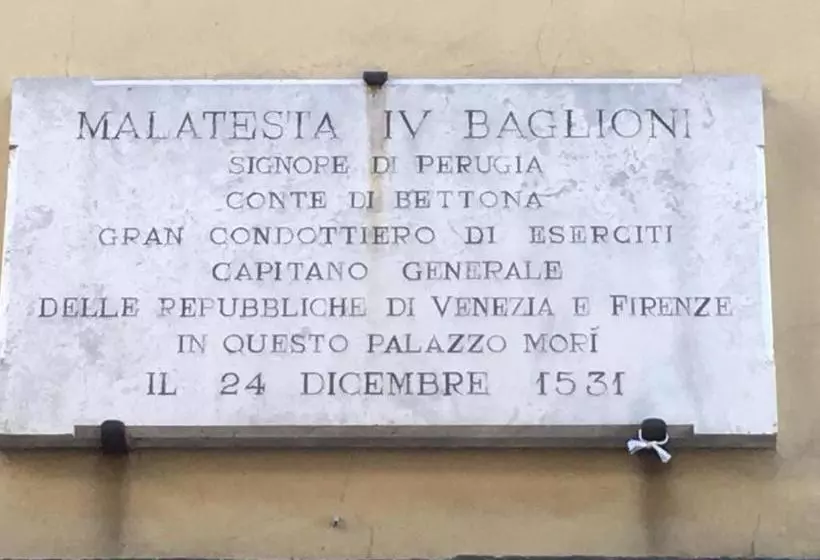 MALATESTA IV BAGLIONI
SIGNORE DI PERUGIA
CONTE DI BETTONA
GRAN CONDOTTIERO DI ESERCITI
CAPITANO GENERALE
DELLE REPUBBLICHE DI VENEZIA E FIRENZE
IN QUESTO PALAZZO MORÌ
IL 24 DICEMBRE 1531